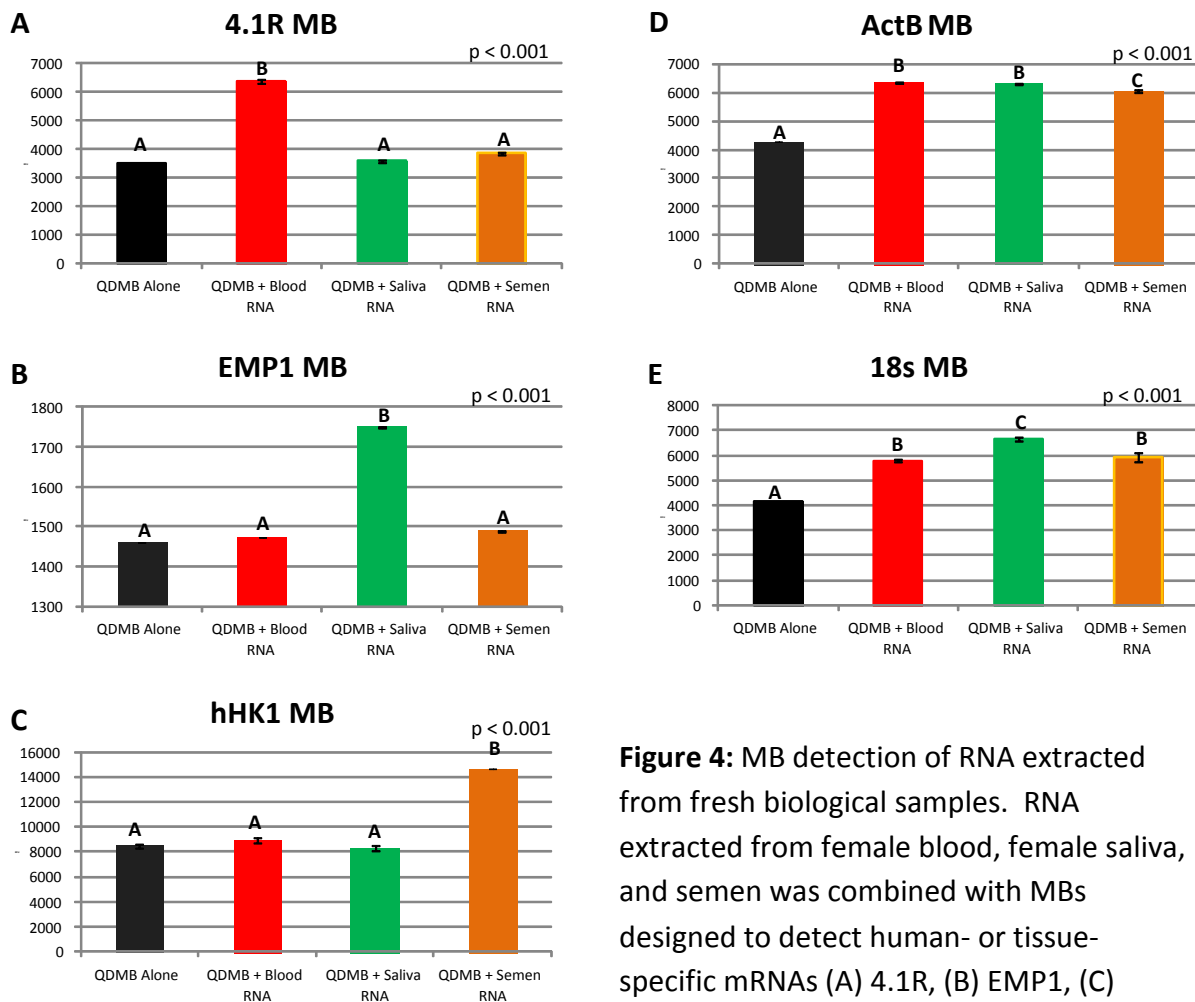 A
4.1R MB
p < 0.001
7000
6000
5000
4000
3000
2000
1000
0
A
B
A
A
QDMB Alone
QDMB + Blood RNA
QDMB + Saliva RNA
QDMB + Semen RNA
B
EMP1 MB
p < 0.001
1800
1700
1600
1500
1400
1300
A
A
B
A
QDMB Alone
QDMB + Blood RNA
QDMB + Saliva RNA
QDMB + Semen RNA
C
hHK1 MB
p < 0.001
16000
14000
12000
10000
8000
6000
4000
2000
0
A
A
A
B
QDMB Alone
QDMB + Blood RNA
QDMB + Saliva RNA
QDMB + Semen RNA
D
ActB MB
p < 0.001
7000
6000
5000
4000
3000
2000
1000
0
A
B
B
C
QDMB Alone
QDMB + Blood RNA
QDMB + Saliva RNA
QDMB + Semen RNA
E
18s MB
p < 0.001
8000
7000
6000
5000
4000
3000
2000
1000
0
A
B
C
B
QDMB Alone
QDMB + Blood RNA
QDMB + Saliva RNA
QDMB + Semen RNA
Figure 4: MB detection of RNA extracted
from fresh biological samples. RNA
extracted from female blood, female saliva,
and semen was combined with MBs
designed to detect human- or tissue-
specific mRNAs (A) 4.1R, (B) EMP1, (C)